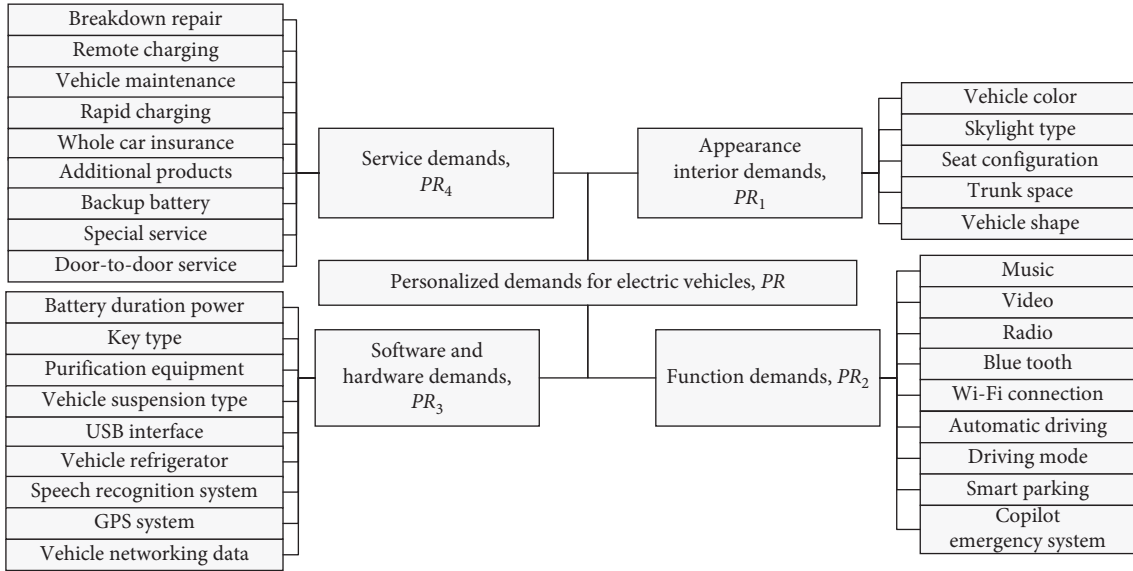 Breakdown repair
Remote charging
Vehicle maintenance
Rapid charging
Whole car insurance
Additional products
Backup battery
Special service
Door-to-door service
Service demands,
PR4
Appearance
interior demands,
PR1
Vehicle color
Skylight type
Seat configuration
Trunk space
Vehicle shape
Personalized demands for electric vehicles, PR
Battery duration power
Key type
Purification equipment
Vehicle suspension type
USB interface
Vehicle refrigerator
Speech recognition system
GPS system
Vehicle networking data
Software and
hardware demands,
PR3
Function demands, PR2
Music
Video
Radio
Blue tooth
Wi-Fi connection
Automatic driving
Driving mode
Smart parking
Copilot
emergency system